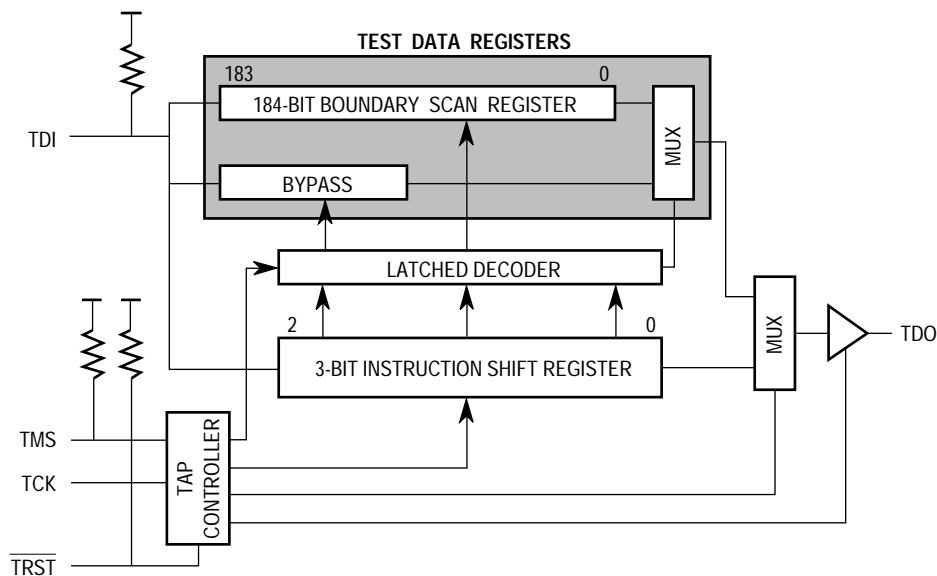 TEST DATA REGISTERS
183 0
184-BIT BOUNDARY SCAN REGISTER
MUX
TDI
BYPASS
LATCHED DECODER
2 0
3-BIT INSTRUCTION SHIFT REGISTER
MUX
TDO
TMS
TCK
TAP
CONTROLLER
TRST